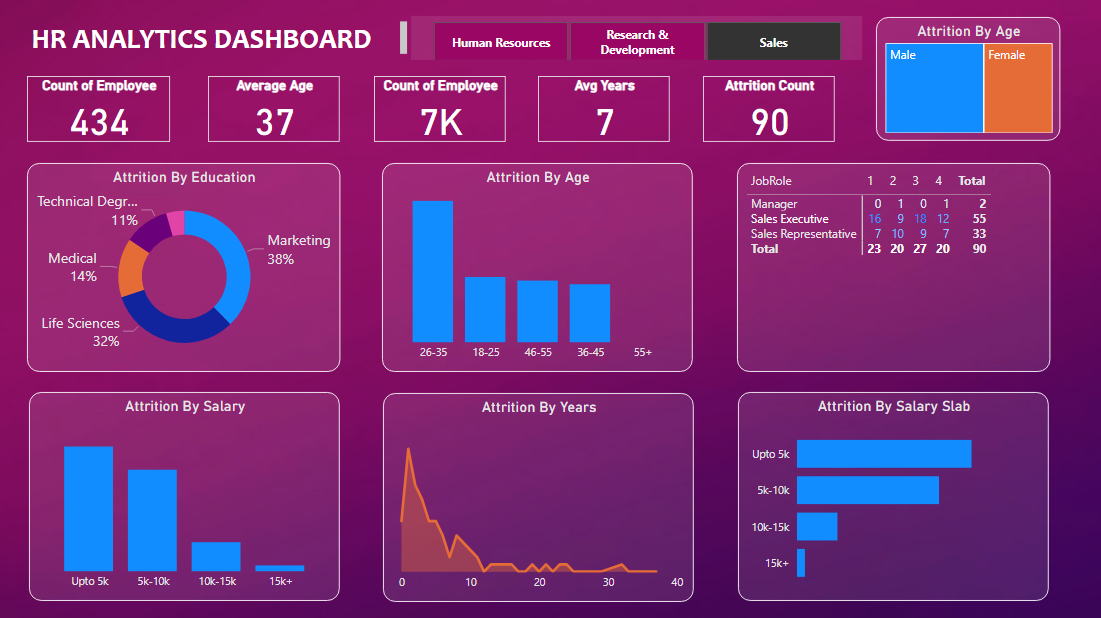 HR ANALYTICS DASHBOARD
Human Resources
Research &
Development
Sales
Attrition By Age
Male
Female
Count of Employee
434
Average Age
37
Count of Employee
7K
Avg Years
7
Attrition Count
90
Attrition By Education
Technical Degr...
11%
Marketing
38%
Medical
14%
Life Sciences
32%
Attrition By Age
26-35 18-25 46-55 36-45 55+
JobRole 1 2 3 4 Total
Manager 0 1 0 1 2
Sales Executive 16 9 18 12 55
Sales Representative 7 10 9 7 33
Total 23 20 27 20 90
Attrition By Salary
Upto 5k 5k-10k 10k-15k 15k+
Attrition By Years
0 10 20 30 40
Attrition By Salary Slab
Upto 5k
5k-10k
10k-15k
15k+